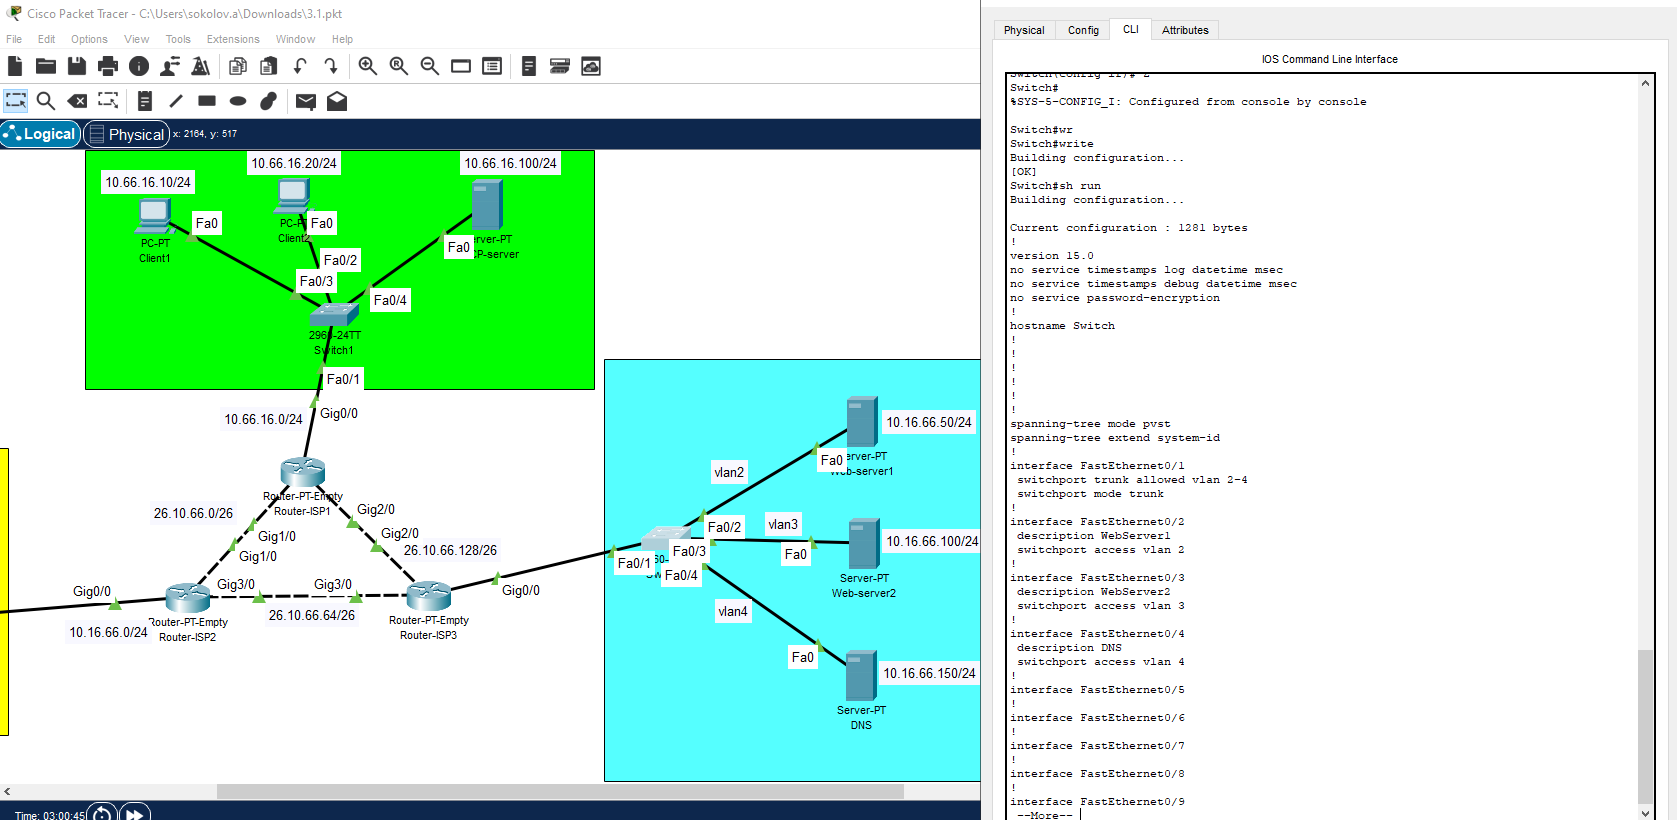 Cisco Packet Tracer - C:\Users\sokolov.a\Downloads\3.1.pkt
File Edit Options View Tools Extensions Window Help
Logical Physical x: 2164, y: 517
10.66.16.20/24
10.66.16.100/24
10.66.16.10/24
Fa0
Fa0
Fa0
PC-PT
Client1
Client2
Server-PT
CP-server
Fa0/2
Fa0/3
Fa0/4
2960-24TT
Switch1
Fa0/1
Gig0/0
10.66.16.0/24
Router-PT-Empty
Router-ISP1
26.10.66.0/26
Gig1/0
Gig1/0
Gig2/0
Gig2/0
26.10.66.128/26
Gig0/0
Gig3/0
Gig3/0
26.10.66.64/26
10.16.66.0/24
Router-PT-Empty
Router-ISP2
Router-PT-Empty
Router-ISP3
Gig0/0
vlan2
10.16.66.50/24
Fa0
Server-PT
Web-server1
Fa0/2
vlan3
Fa0/3
Fa0
10.16.66.100/24
Fa0/1
Fa0/4
Server-PT
Web-server2
vlan4
Fa0
10.16.66.150/24
Server-PT
DNS
Time: 03:00:45
Physical Config CLI Attributes
IOS Command Line Interface
Switch#
%SYS-5-CONFIG_I: Configured from console by console
Switch#wr
Switch#write
Building configuration...
[OK]
Switch#sh run
Building configuration...
Current configuration : 1281 bytes
!
version 15.0
no service timestamps log datetime msec
no service timestamps debug datetime msec
no service password-encryption
!
hostname Switch
!
!
!
!
!
!
spanning-tree mode pvst
spanning-tree extend system-id
!
interface FastEthernet0/1
switchport trunk allowed vlan 2-4
switchport mode trunk
!
interface FastEthernet0/2
description WebServer1
switchport access vlan 2
!
interface FastEthernet0/3
description WebServer2
switchport access vlan 3
!
interface FastEthernet0/4
description DNS
switchport access vlan 4
!
interface FastEthernet0/5
!
interface FastEthernet0/6
!
interface FastEthernet0/7
!
interface FastEthernet0/8
!
interface FastEthernet0/9
--More--